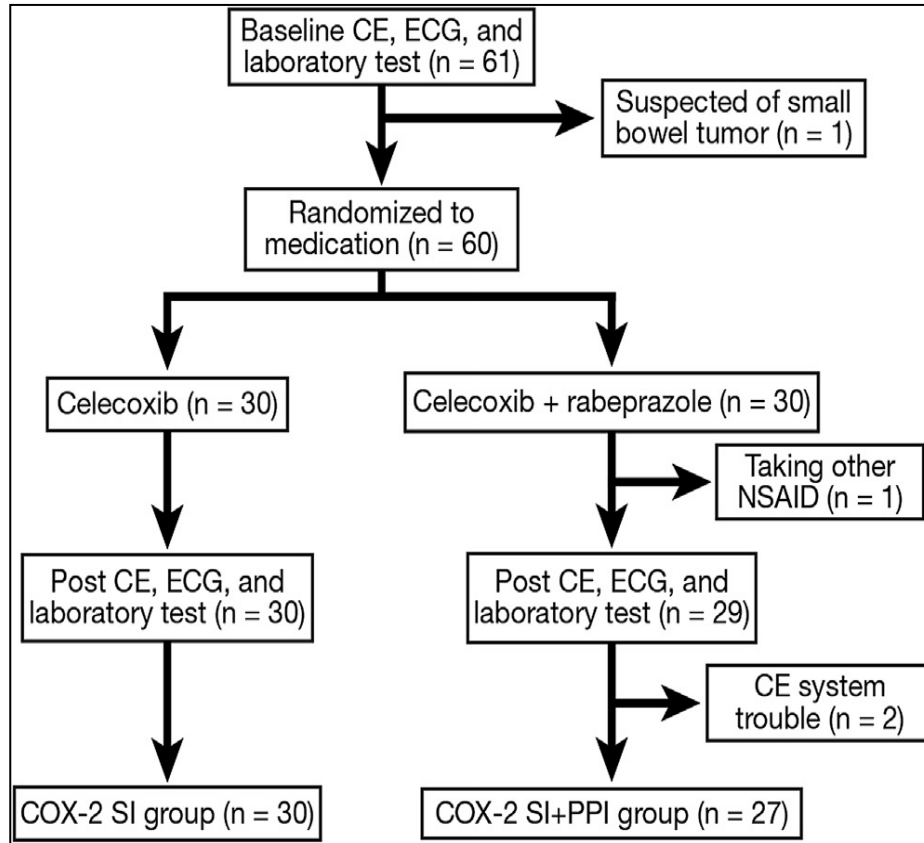 Baseline CE, ECG, and
laboratory test (n = 61)
Suspected of small
bowel tumor (n = 1)
Randomized to
medication (n = 60)
Celecoxib (n = 30)
Celecoxib + rabeprazole (n = 30)
Taking other
NSAID (n = 1)
Post CE, ECG, and
laboratory test (n = 30)
Post CE, ECG, and
laboratory test (n = 29)
CE system
trouble (n = 2)
COX-2 SI group (n = 30)
COX-2 SI+PPI group (n = 27)